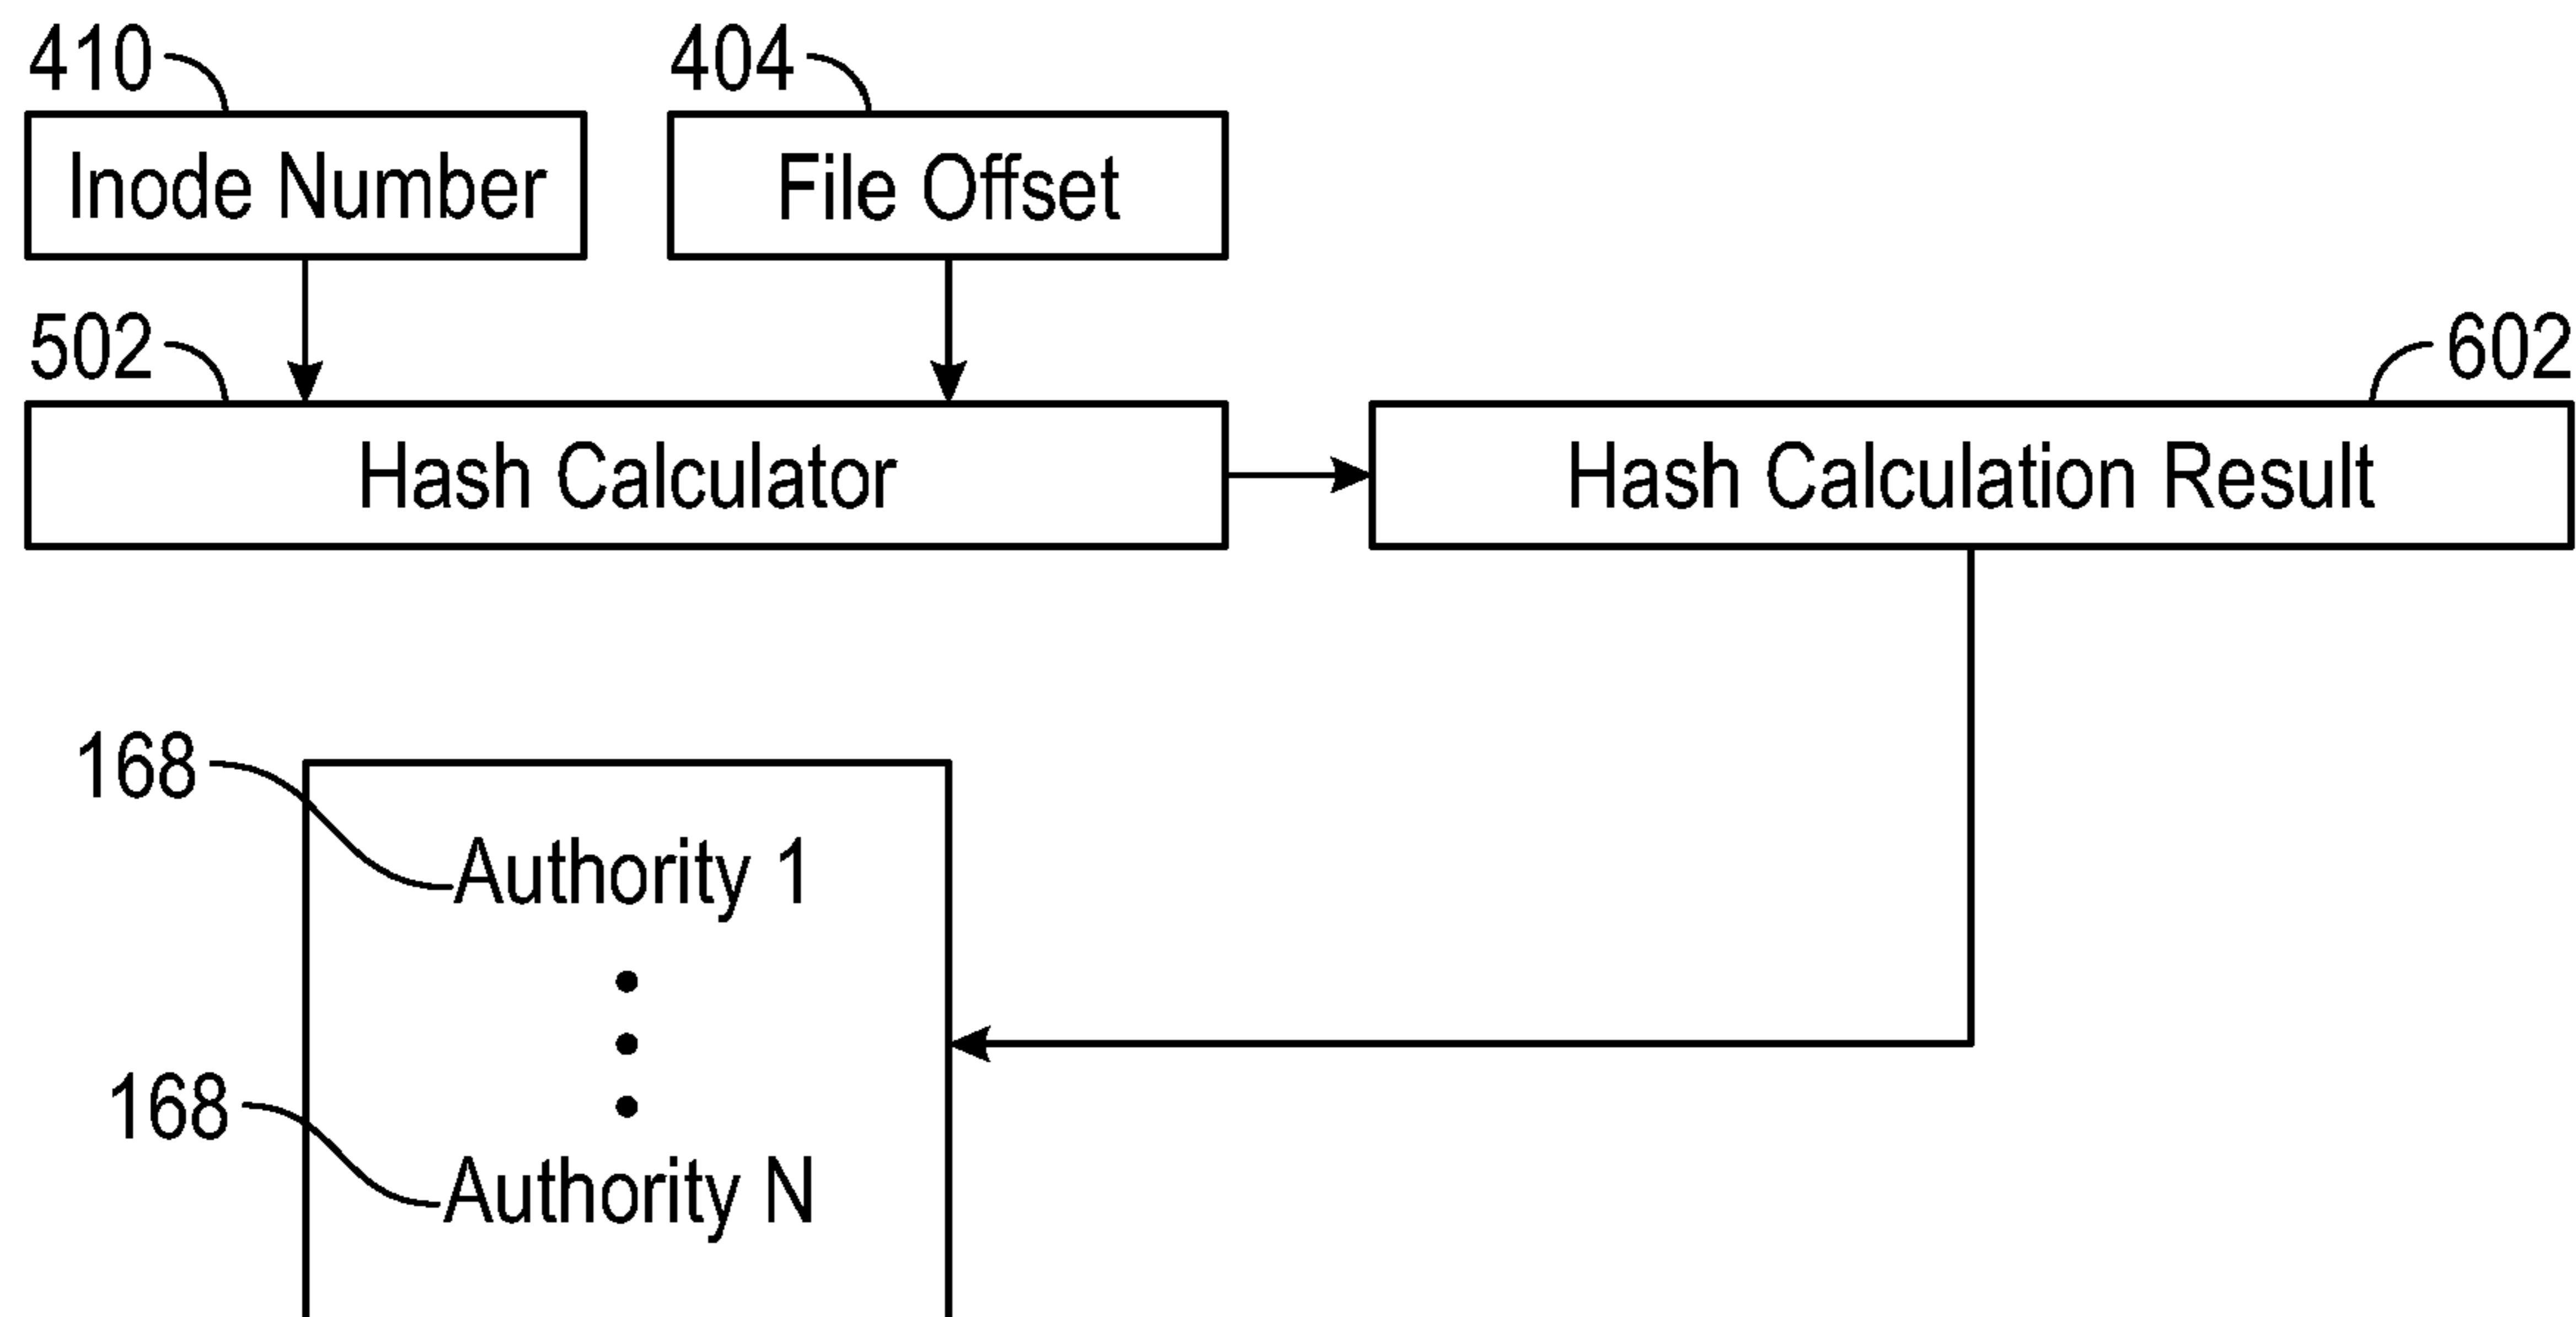 410
404
Inode Number
File Offset
502
602
Hash Calculator
Hash Calculation Result
168
Authority 1
168
Authority N